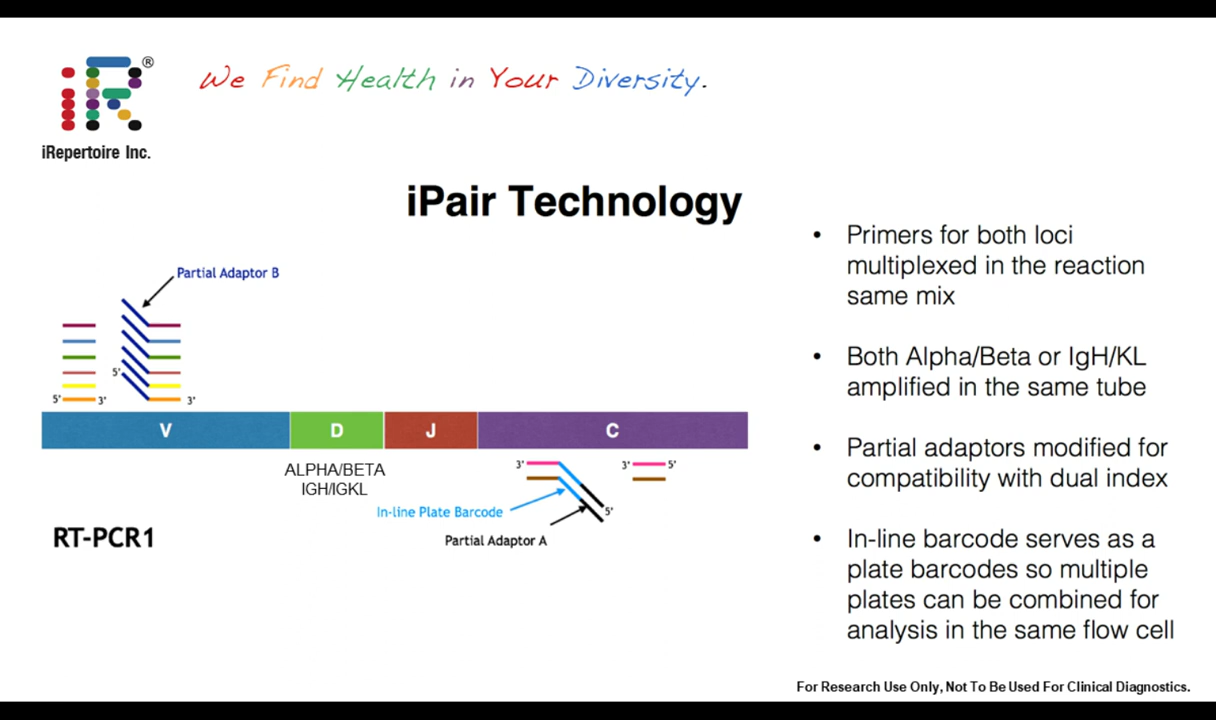 iR®
We Find Health in Your Diversity.
iRepertoire Inc.
iPair Technology
Partial Adaptor B
5'
5' 3' 3'
V D J C
ALPHA/BETA
IGH/IGKL
3' 3' 5'
In-line Plate Barcode
5'
Partial Adaptor A
RT-PCR1
• Primers for both loci
multiplexed in the reaction
same mix
• Both Alpha/Beta or IgH/KL
amplified in the same tube
• Partial adaptors modified for
compatibility with dual index
• In-line barcode serves as a
plate barcodes so multiple
plates can be combined for
analysis in the same flow cell
For Research Use Only, Not To Be Used For Clinical Diagnostics.